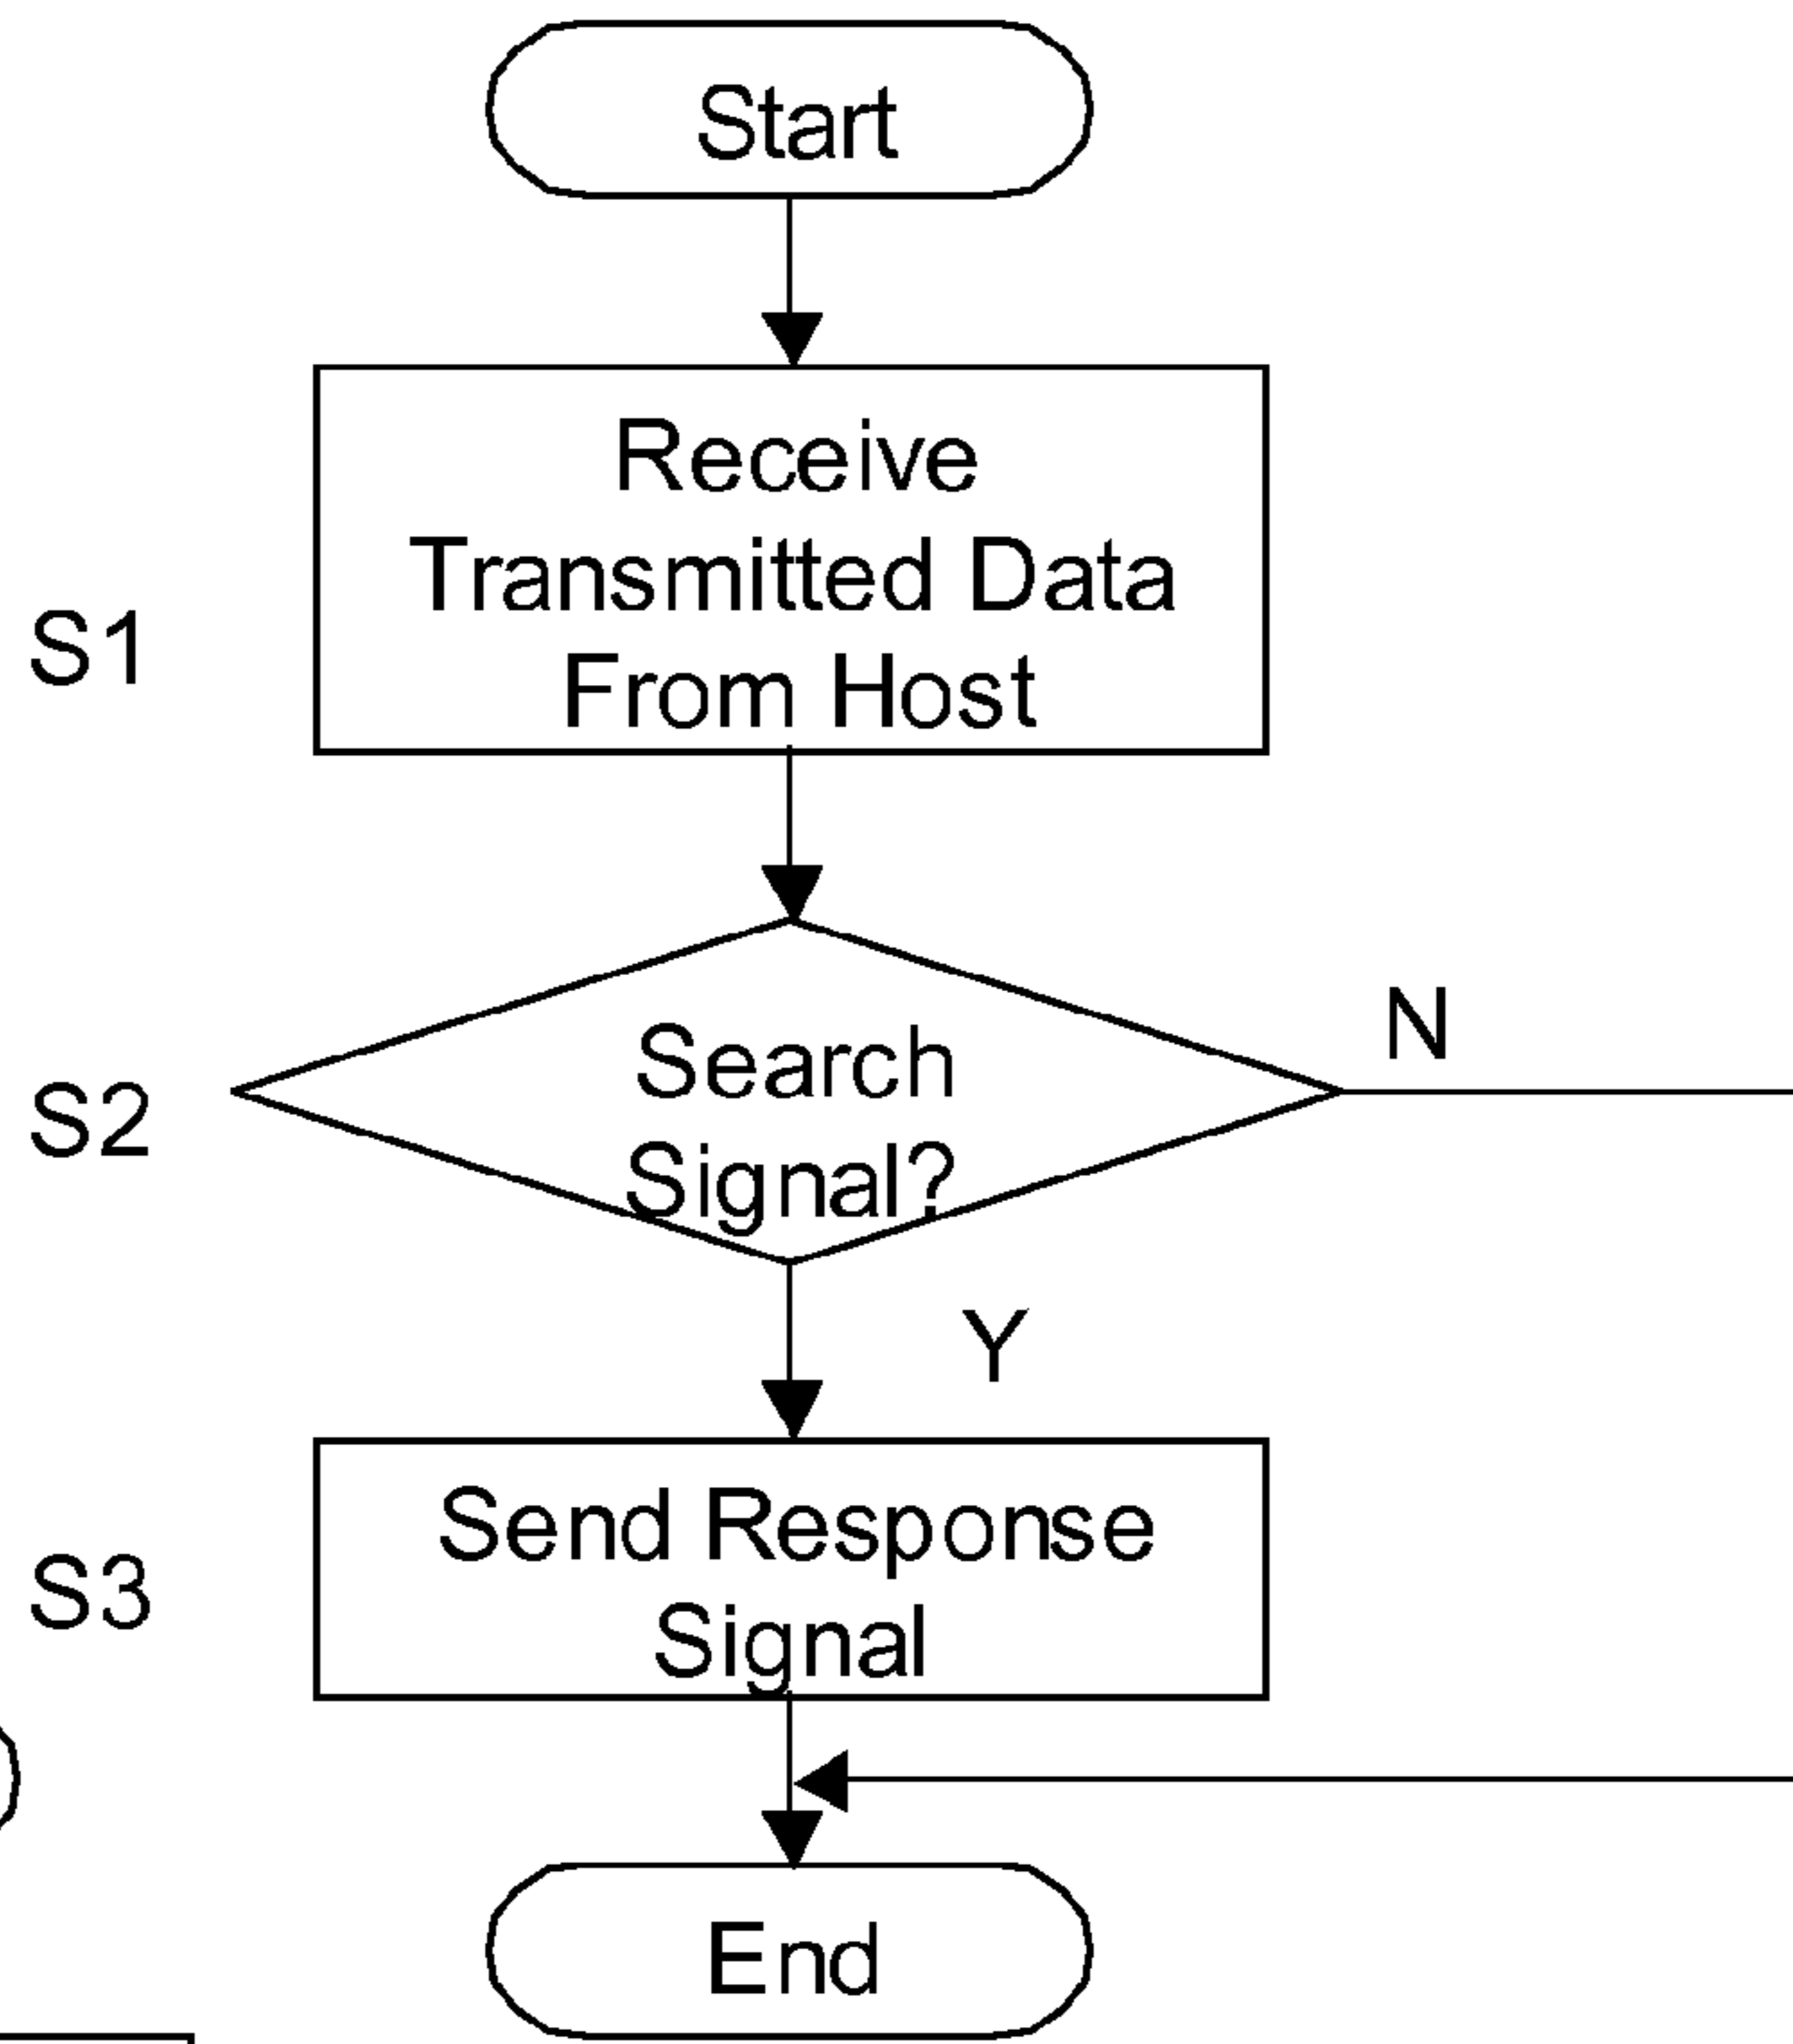 Start
Receive
Transmitted Data
From Host
S1
Search
Signal?
N
S2
Y
Send Response
Signal
S3
End